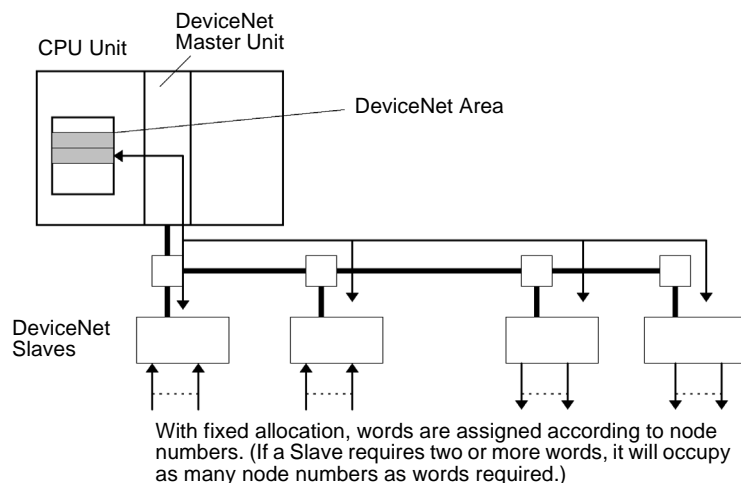 DeviceNet
Master Unit
CPU Unit
DeviceNet Area
DeviceNet
Slaves
With fixed allocation, words are assigned according to node
numbers. (If a Slave requires two or more words, it will occupy
as many node numbers as words required.)